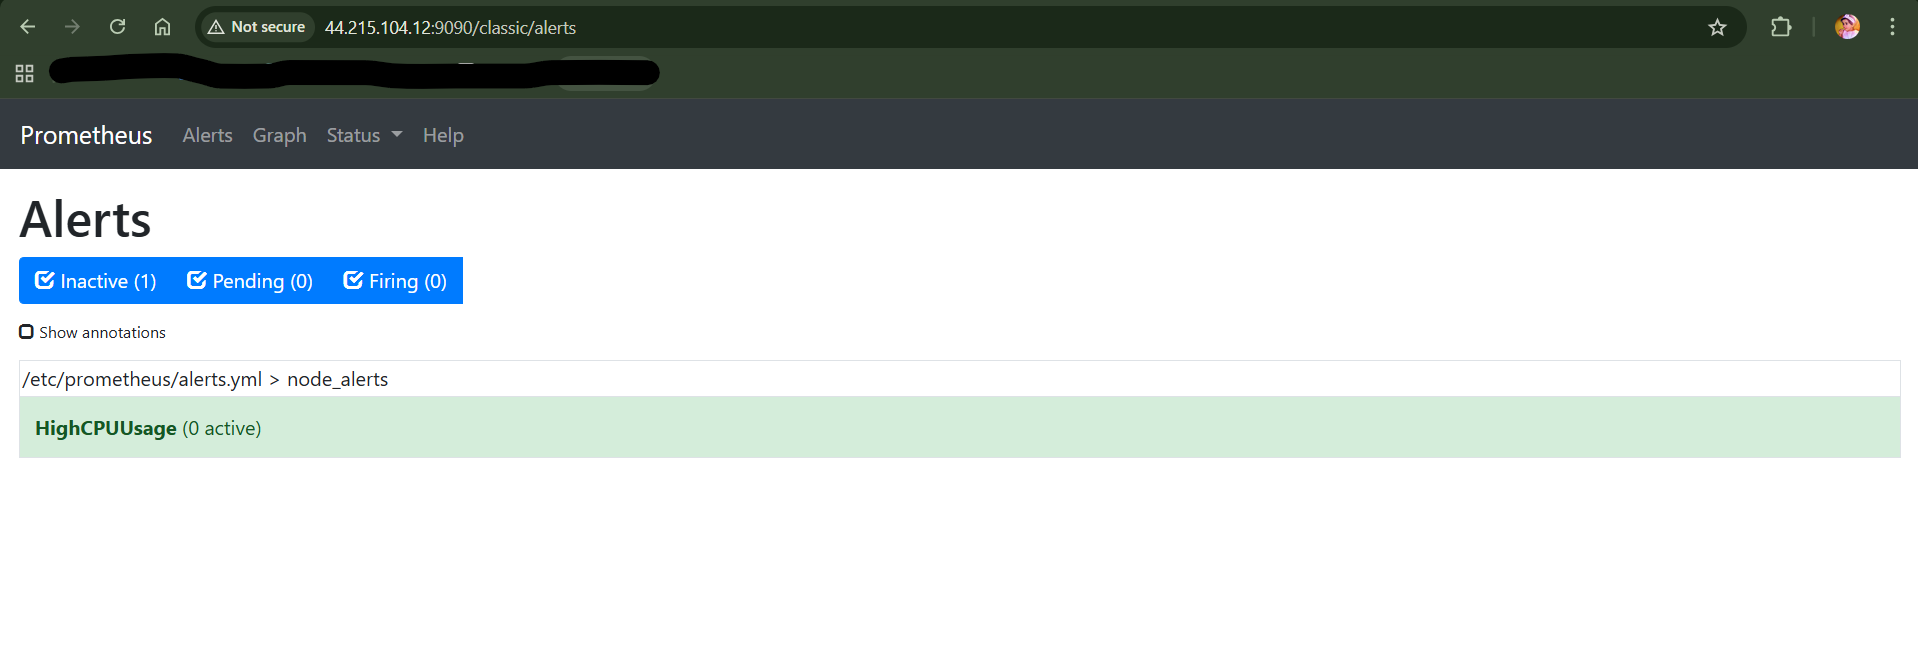 Not secure 44.215.104.12:9090/classic/alerts
Prometheus Alerts Graph Status Help
Alerts
Inactive (1) Pending (0) Firing (0)
Show annotations
/etc/prometheus/alerts.yml > node_alerts
HighCPUUsage (0 active)